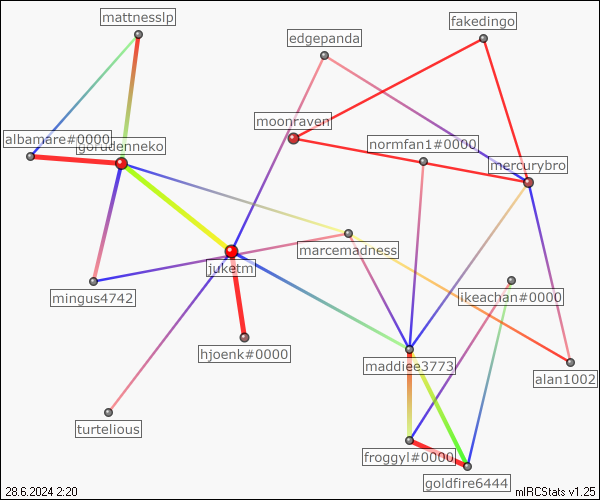 mattnesslp
fakedingo
edgepanda
moonraven
albamare#0000
normfan1#0000
gorudenneko
mercurybro
marcemadness
juketm
mingus4742
ikeachan#0000
hjoenk#0000
maddiee3773
alan1002
turtelious
froggyl#0000
goldfire6444
28.6.2024 2:20
mIRCStats v1.25